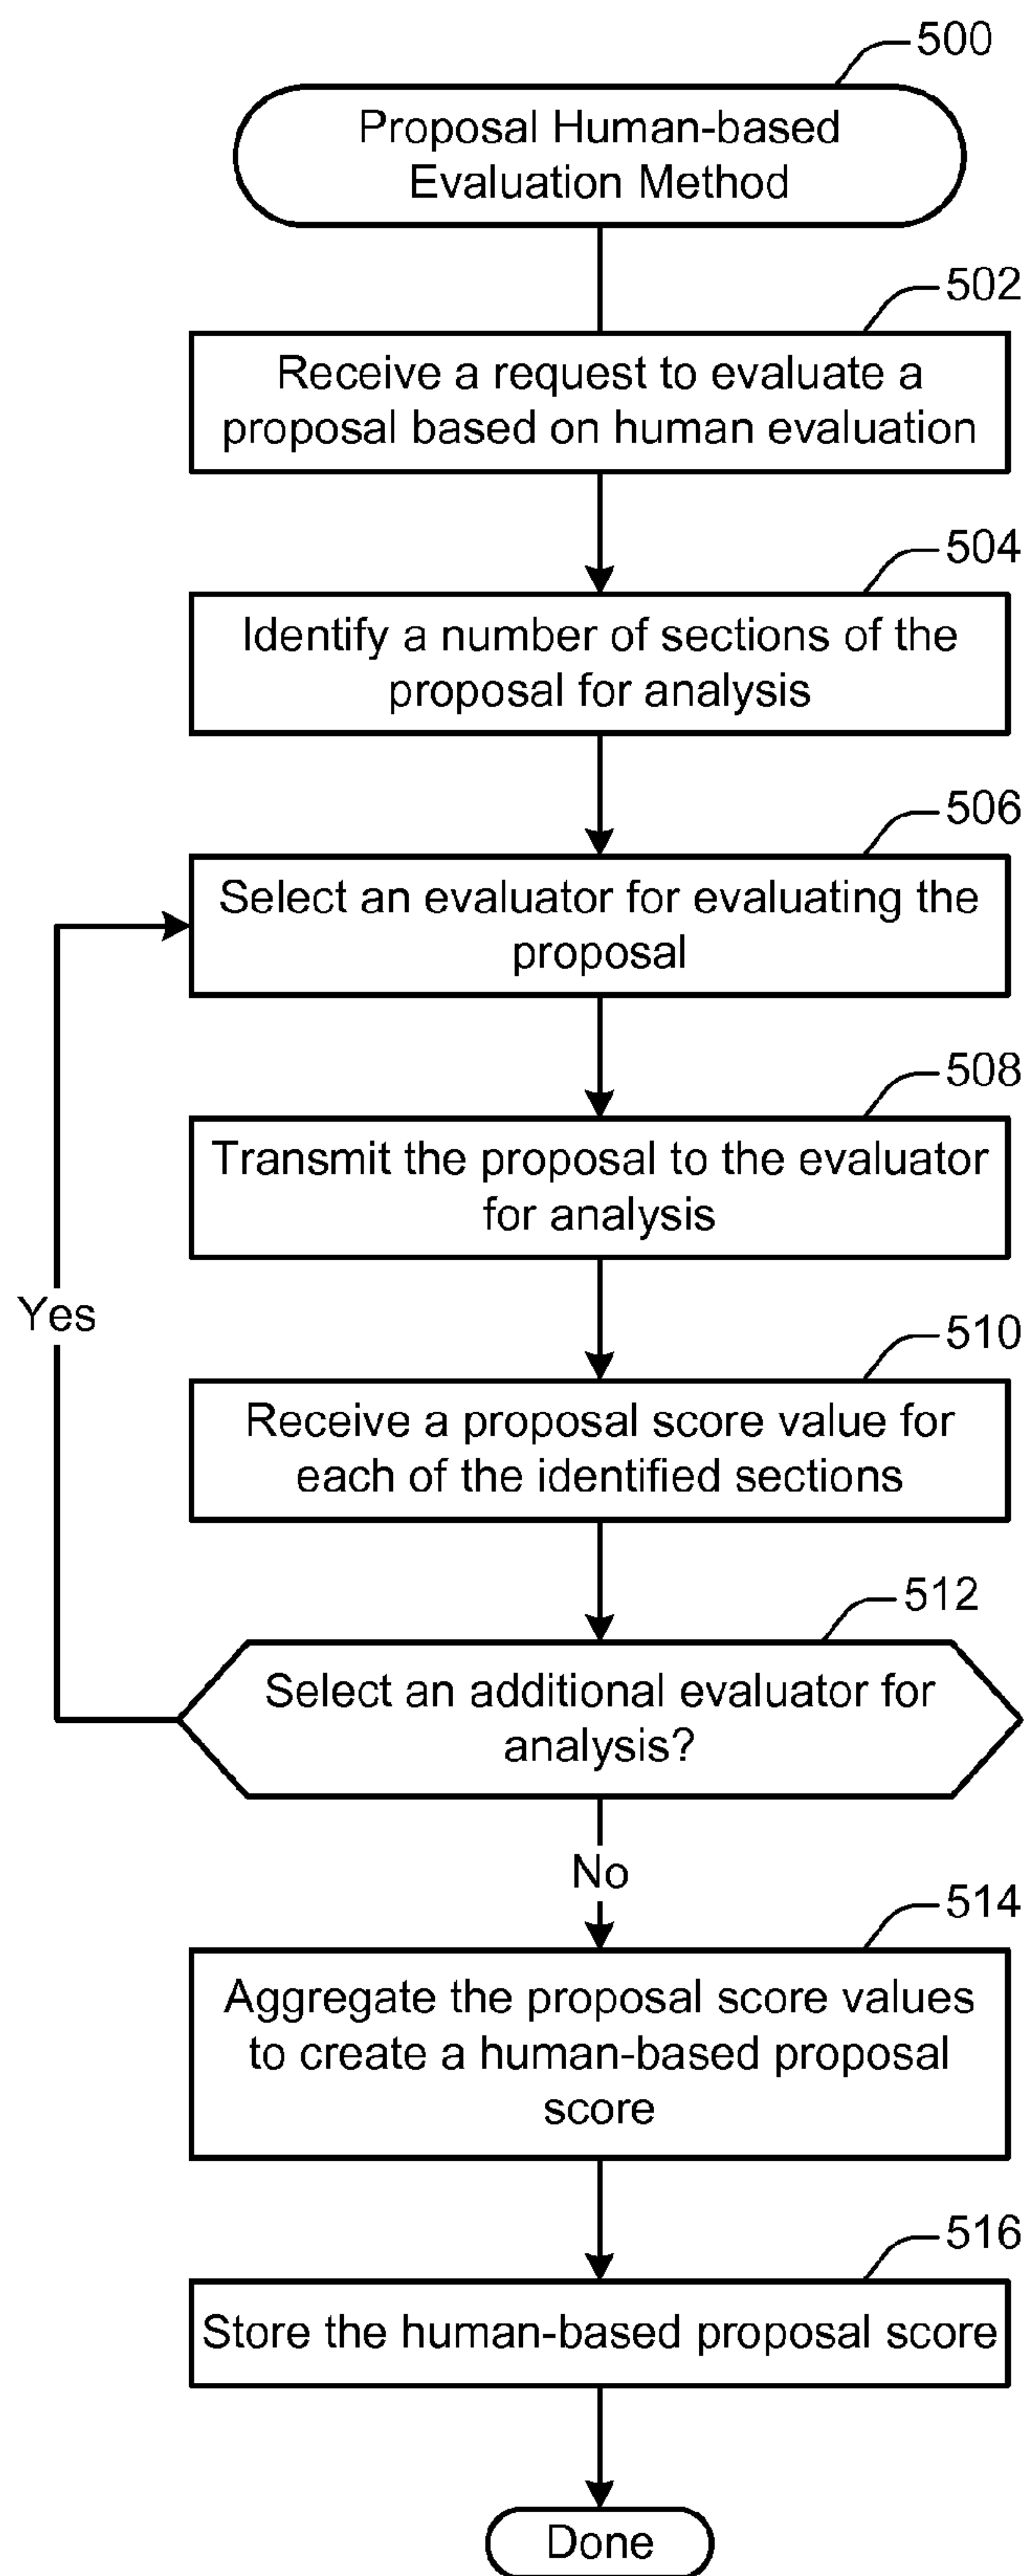 500
Proposal Human-based
Evaluation Method
502
Receive a request to evaluate a
proposal based on human evaluation
504
Identify a number of sections of the
proposal for analysis
506
Select an evaluator for evaluating the
proposal
508
Transmit the proposal to the evaluator
for analysis
Yes
510
Receive a proposal score value for
each of the identified sections
512
Select an additional evaluator for
analysis?
No
514
Aggregate the proposal score values
to create a human-based proposal
score
516
Store the human-based proposal score
Done